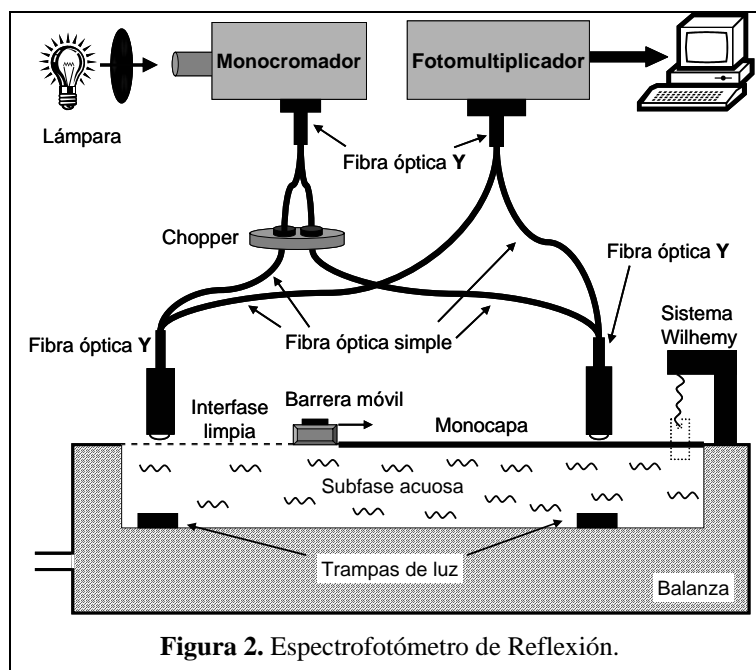 Monocromador
Fotomultiplicador
Lámpara
Fibra óptica Y
Chopper
Fibra óptica Y
Sistema
Wilhemy
Fibra óptica Y
Fibra óptica simple
Barrera móvil
Interfase
limpia
Monocapa
Subfase acuosa
Trampas de luz
Balanza
Figura 2. Espectrofotómetro de Reflexión.